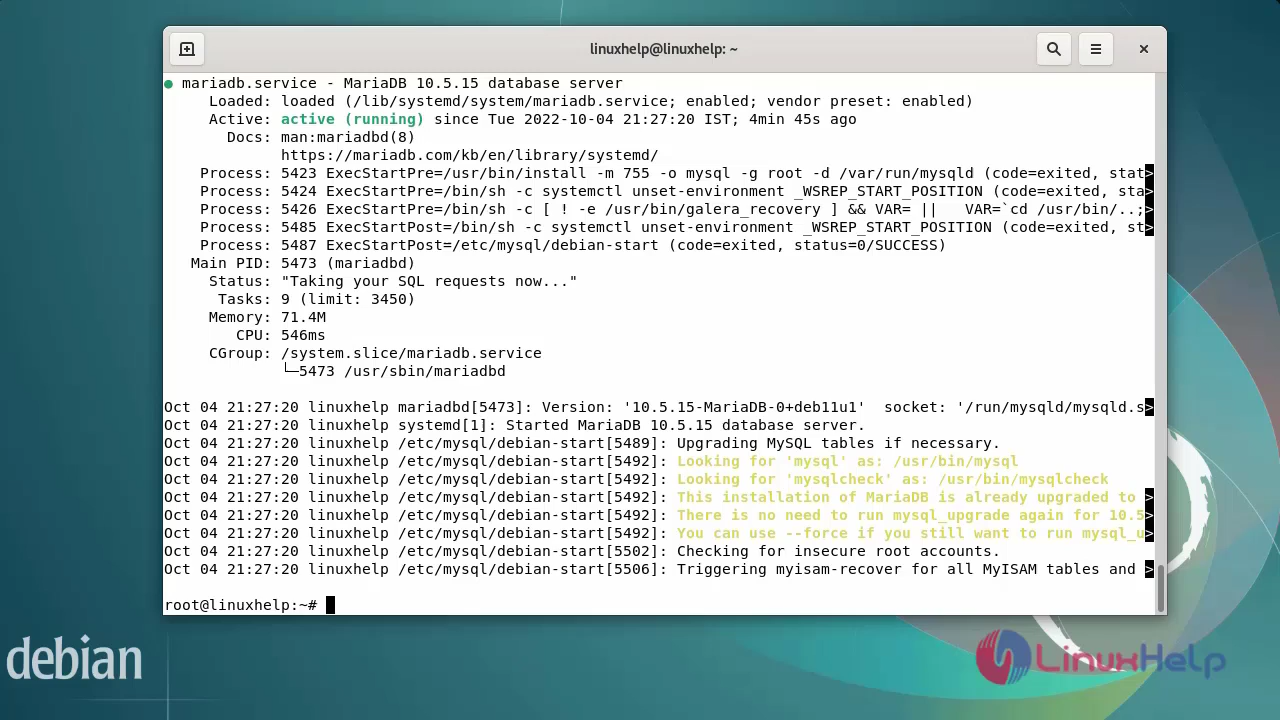 linuxhelp@linuxhelp: ~
● mariadb.service - MariaDB 10.5.15 database server
Loaded: loaded (/lib/systemd/system/mariadb.service; enabled; vendor preset: enabled)
Active: active (running) since Tue 2022-10-04 21:27:20 IST; 4min 45s ago
Docs: man:mariadbd(8)
https://mariadb.com/kb/en/library/systemd/
Process: 5423 ExecStartPre=/usr/bin/install -m 755 -o mysql -g root -d /var/run/mysqld (code=exited, stat>
Process: 5424 ExecStartPre=/bin/sh -c systemctl unset-environment _WSREP_START_POSITION (code=exited, sta>
Process: 5426 ExecStartPre=/bin/sh -c [ ! -e /usr/bin/galera_recovery ] && VAR= ||   VAR=`cd /usr/bin/..;>
Process: 5485 ExecStartPost=/bin/sh -c systemctl unset-environment _WSREP_START_POSITION (code=exited, st>
Process: 5487 ExecStartPost=/etc/mysql/debian-start (code=exited, status=0/SUCCESS)
Main PID: 5473 (mariadbd)
Status: "Taking your SQL requests now..."
Tasks: 9 (limit: 3450)
Memory: 71.4M
CPU: 546ms
CGroup: /system.slice/mariadb.service
└─5473 /usr/sbin/mariadbd
Oct 04 21:27:20 linuxhelp mariadbd[5473]: Version: '10.5.15-MariaDB-0+deb11u1'  socket: '/run/mysqld/mysqld.s>
Oct 04 21:27:20 linuxhelp systemd[1]: Started MariaDB 10.5.15 database server.
Oct 04 21:27:20 linuxhelp /etc/mysql/debian-start[5489]: Upgrading MySQL tables if necessary.
Oct 04 21:27:20 linuxhelp /etc/mysql/debian-start[5492]: Looking for 'mysql' as: /usr/bin/mysql
Oct 04 21:27:20 linuxhelp /etc/mysql/debian-start[5492]: Looking for 'mysqlcheck' as: /usr/bin/mysqlcheck
Oct 04 21:27:20 linuxhelp /etc/mysql/debian-start[5492]: This installation of MariaDB is already upgraded to >
Oct 04 21:27:20 linuxhelp /etc/mysql/debian-start[5492]: There is no need to run mysql_upgrade again for 10.5>
Oct 04 21:27:20 linuxhelp /etc/mysql/debian-start[5492]: You can use --force if you still want to run mysql_u>
Oct 04 21:27:20 linuxhelp /etc/mysql/debian-start[5502]: Checking for insecure root accounts.
Oct 04 21:27:20 linuxhelp /etc/mysql/debian-start[5506]: Triggering myisam-recover for all MyISAM tables and >
root@linuxhelp:~#
debian
LinuxHelp